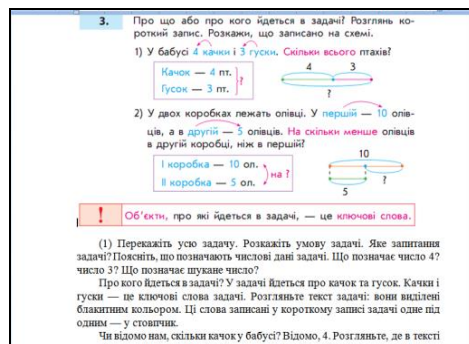 3. Про що або про кого йдеться в задачі? Розглянь ко-
роткий запис. Розкажи, що записано на схемі.
1) У бабусі 4 качки і 3 гуски. Скільки всього птахів?
Качок — 4 пт.
Гусок — 3 пт.
?
4 3
?
2) У двох коробках лежать олівці. У першій — 10 олів-
ців, а в другій — 5 олівців. На скільки менше олівців
в другій коробці, ніж в першій?
І коробка — 10 ол.
ІІ коробка — 5 ол.
на ?
10
?
5
! Об'єкти, про які йдеться в задачі, — це ключові слова.
(1) Перекажіть усю задачу. Розкажіть умову задачі. Яке запитання
задачі? Поясніть, що позначають числові дані задачі. Що позначає число 4?
число 3? Що позначає шукане число?
Про кого йдеться в задачі? У задачі йдеться про качок та гусок. Качки і
гуски — це ключові слова задачі. Розгляньте текст задачі: вони виділені
блакитним кольором. Ці слова записані у короткому записі задачі одне під
одним — у стовпчик.
Чи відомо нам, скільки качок у бабусі? Відомо, 4. Розгляньте, де в тексті